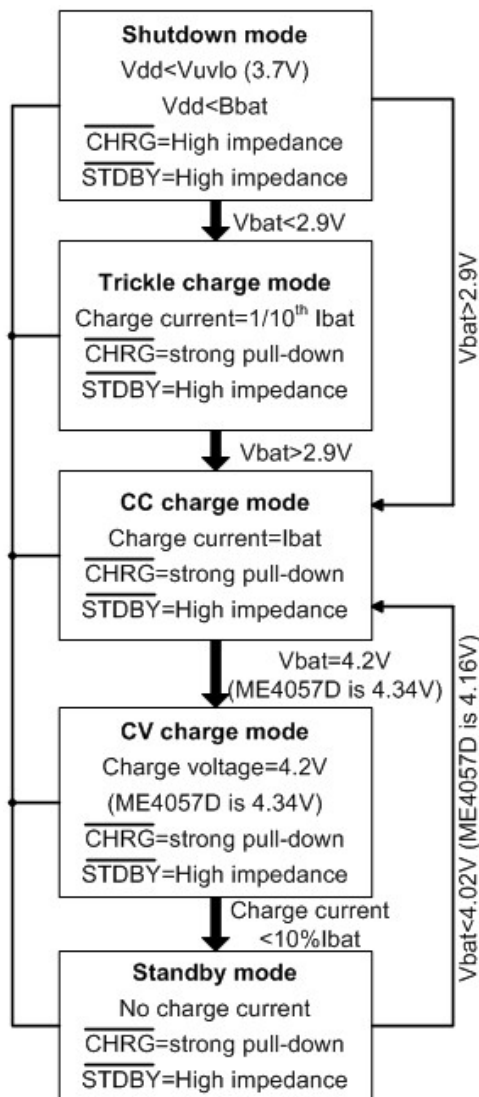 Shutdown mode
Vdd<Vuvlo (3.7V)
Vdd<Bbat
CHRG=High impedance
STDBY=High impedance
Vbat<2.9V
Vbat>2.9V
Trickle charge mode
Charge current=1/10th Ibat
CHRG=strong pull-down
STDBY=High impedance
Vbat>2.9V
CC charge mode
Charge current=Ibat
CHRG=strong pull-down
STDBY=High impedance
Vbat=4.2V
(ME4057D is 4.34V)
Vbat<4.02V (ME4057D is 4.16V)
CV charge mode
Charge voltage=4.2V
(ME4057D is 4.34V)
CHRG=strong pull-down
STDBY=High impedance
Charge current
<10%Ibat
Standby mode
No charge current
CHRG=strong pull-down
STDBY=High impedance